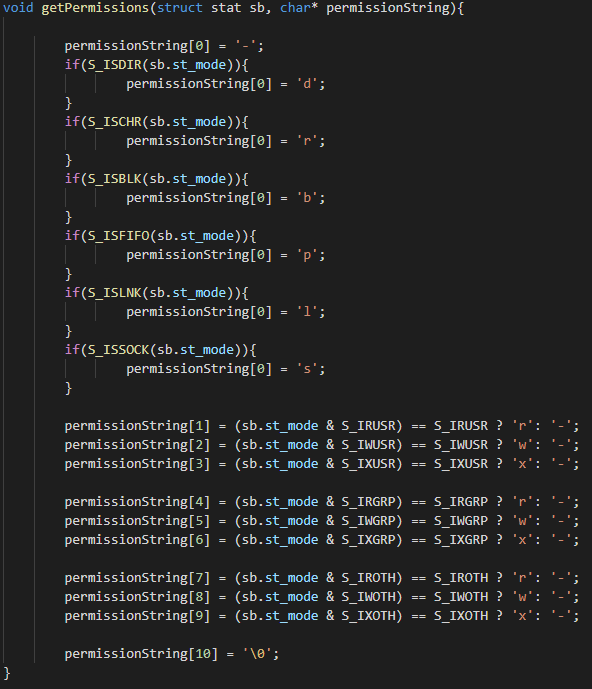 void getPermissions(struct stat sb, char* permissionString){
permissionString[0] = '-';
if(S_ISDIR(sb.st_mode)){
permissionString[0] = 'd';
}
if(S_ISCHR(sb.st_mode)){
permissionString[0] = 'r';
}
if(S_ISBLK(sb.st_mode)){
permissionString[0] = 'b';
}
if(S_ISFIFO(sb.st_mode)){
permissionString[0] = 'p';
}
if(S_ISLNK(sb.st_mode)){
permissionString[0] = 'l';
}
if(S_ISSOCK(sb.st_mode)){
permissionString[0] = 's';
}
permissionString[1] = (sb.st_mode & S_IRUSR) == S_IRUSR ? 'r': '-';
permissionString[2] = (sb.st_mode & S_IWUSR) == S_IWUSR ? 'w': '-';
permissionString[3] = (sb.st_mode & S_IXUSR) == S_IXUSR ? 'x': '-';
permissionString[4] = (sb.st_mode & S_IRGRP) == S_IRGRP ? 'r': '-';
permissionString[5] = (sb.st_mode & S_IWGRP) == S_IWGRP ? 'w': '-';
permissionString[6] = (sb.st_mode & S_IXGRP) == S_IXGRP ? 'x': '-';
permissionString[7] = (sb.st_mode & S_IROTH) == S_IROTH ? 'r': '-';
permissionString[8] = (sb.st_mode & S_IWOTH) == S_IWOTH ? 'w': '-';
permissionString[9] = (sb.st_mode & S_IXOTH) == S_IXOTH ? 'x': '-';
permissionString[10] = '\0';
}